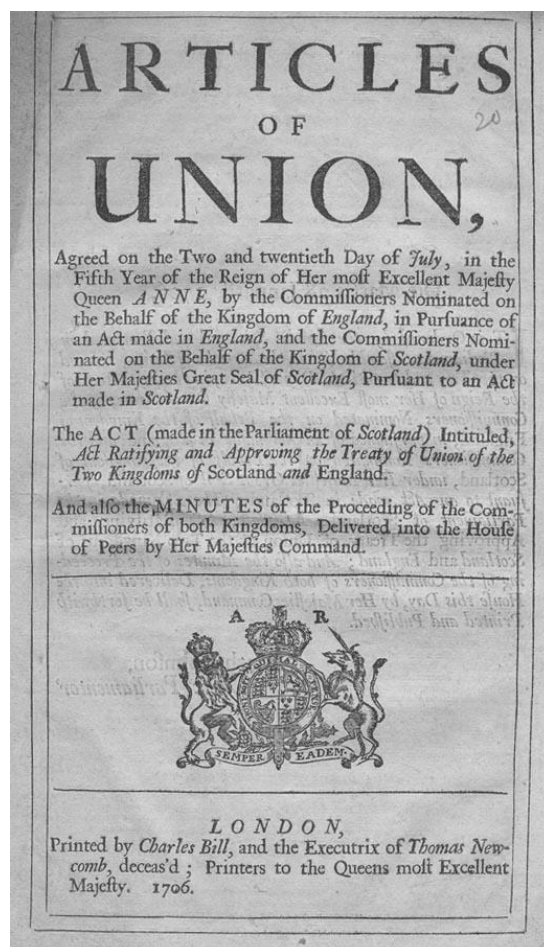 ARTICLES
OF
20
UNION,
Agreed on the Two and twentieth Day of July, in the
Fifth Year of the Reign of Her moſt Excellent Majeſty
Queen ANNE, by the Commiſſioners Nominated on
the Behalf of the Kingdom of England, in Purſuance of
an Act made in England, and the Commiſſioners Nomi-
nated on the Behalf of the Kingdom of Scotland, under
Her Majeſties Great Seal of Scotland, Purſuant to an Act
made in Scotland.
The ACT (made in the Parliament of Scotland) Intituled,
Act Ratifying and Approving the Treaty of Union of the
Two Kingdoms of Scotland and England.
And alſo the MINUTES of the Proceeding of the Com-
miſſioners of both Kingdoms, Delivered into the Houſe
of Peers by Her Majeſties Command.
A R
SEMPER EADEM.
LONDON,
Printed by Charles Bill, and the Executrix of Thomas New-
comb, deceas'd ; Printers to the Queens moſt Excellent
Majeſty. 1706.